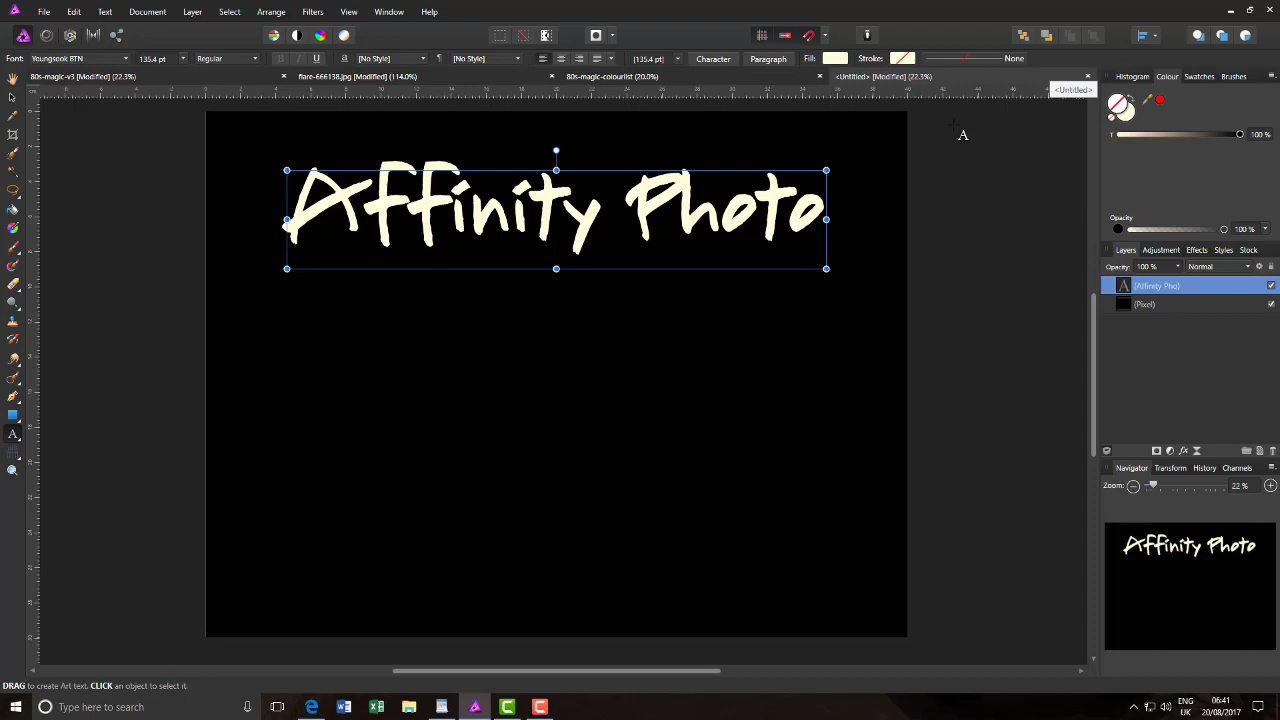 File Edit Text Document Layer Select Arrange Filters View Window Help
Font: Youngsook BTN 135.4 pt Regular B I U a [No Style] [No Style] [135.4 pt] Character Paragraph Fill: Stroke: None
80s-magic-v3 [Modified] (22.3%) flare-666138.jpg [Modified] (114.0%) 80s-magic-colourlist (20.0%) <Untitled> [Modified] (22.3%)
Histogram Colour Swatches Brushes
<Untitled>
100 %
A
Affinity Photo
Opacity
100 %
Layers Adjustment Effects Styles Stock
Opacity: 100 % Normal
(Affinety Pho)
(Pixel)
Navigator Transform History Channels
Zoom: 22 %
Affinity Photo
DRAG to create Art text. CLICK an object to select it.
Type here to search
ENG 06:41
UK 20/08/2017